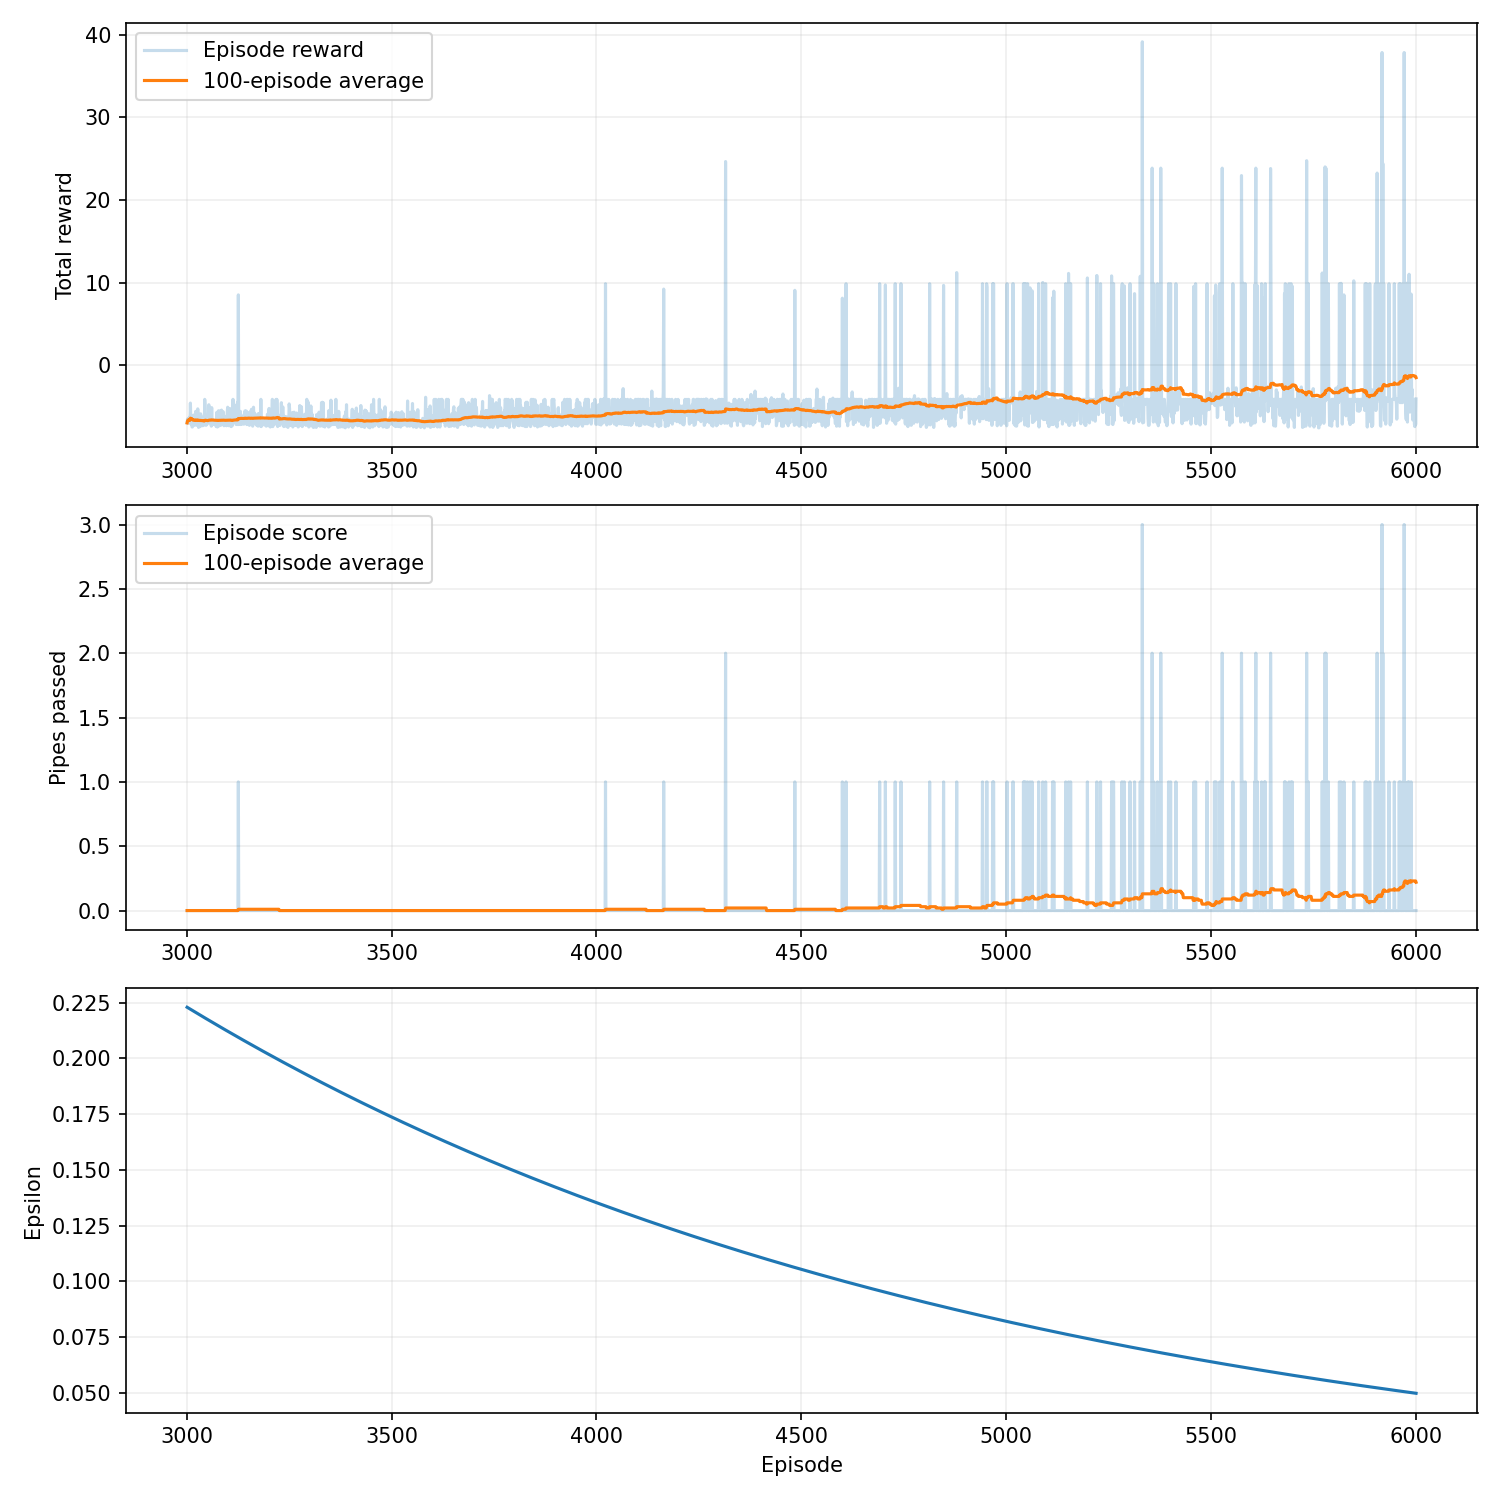 40
30
20
10
0
Total reward
Episode reward
100-episode average
3000 3500 4000 4500 5000 5500 6000
3.0
2.5
2.0
1.5
1.0
0.5
0.0
Pipes passed
Episode score
100-episode average
3000 3500 4000 4500 5000 5500 6000
0.225
0.200
0.175
0.150
0.125
0.100
0.075
0.050
Epsilon
3000 3500 4000 4500 5000 5500 6000
Episode